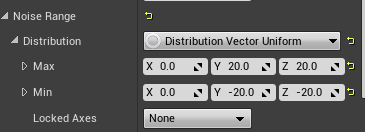 Noise Range
Distribution Distribution Vector Uniform
Max X 0.0 Y 20.0 Z 20.0
Min X 0.0 Y -20.0 Z -20.0
Locked Axes None